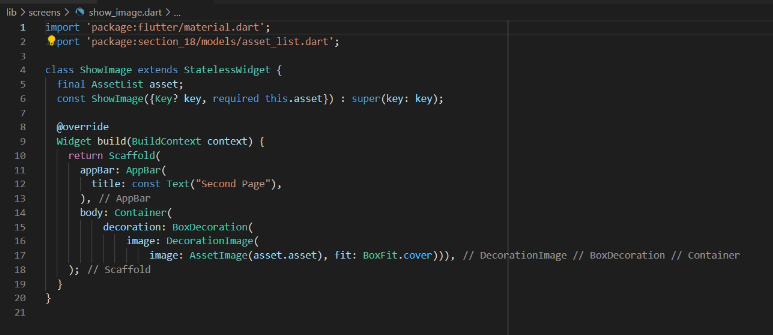 lib > screens > show_image.dart > ...
1 import 'package:flutter/material.dart';
2 port 'package:section_18/models/asset_list.dart';
3
4 class ShowImage extends StatelessWidget {
5 final AssetList asset;
6 const ShowImage({Key? key, required this.asset}) : super(key: key);
7
8 @override
9 Widget build(BuildContext context) {
10 return Scaffold(
11 appBar: AppBar(
12 title: const Text("Second Page"),
13 ), // AppBar
14 body: Container(
15 decoration: BoxDecoration(
16 image: DecorationImage(
17 image: AssetImage(asset.asset), fit: BoxFit.cover))), // DecorationImage // BoxDecoration // Container
18 ); // Scaffold
19 }
20 }
21